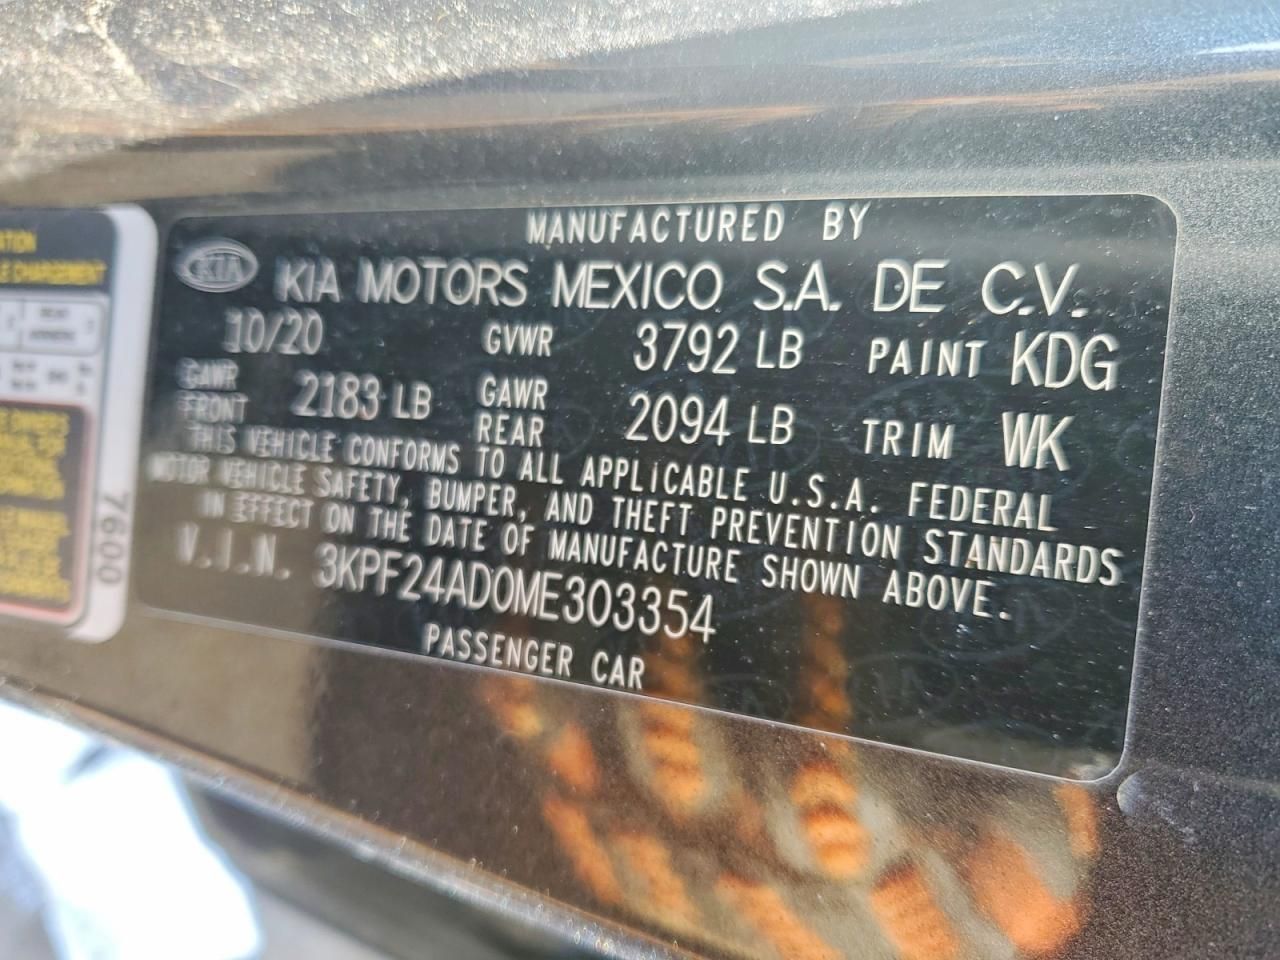 MANUFACTURED BY
KIA KIA MOTORS MEXICO S.A. DE C.V.
10/20 GVWR 3792 LB PAINT KDG
GAWR FRONT 2183 LB GAWR REAR 2094 LB TRIM WK
THIS VEHICLE CONFORMS TO ALL APPLICABLE U.S.A. FEDERAL
MOTOR VEHICLE SAFETY, BUMPER, AND THEFT PREVENTION STANDARDS
IN EFFECT ON THE DATE OF MANUFACTURE SHOWN ABOVE.
V.I.N. 3KPF24AD0ME303354
PASSENGER CAR
7600